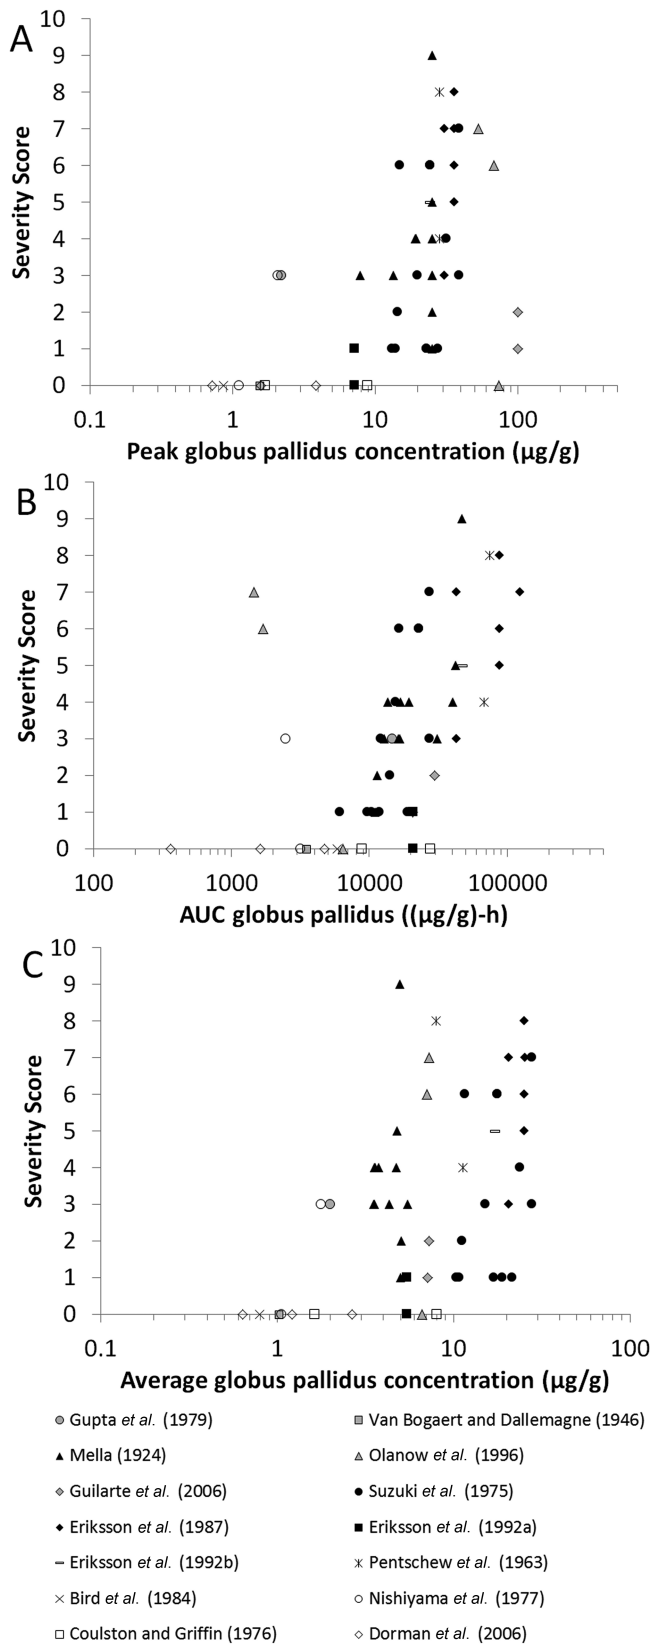 A
10
9
8
7
6
5
4
3
2
1
0
Severity Score
0.1 1 10 100
Peak globus pallidus concentration (µg/g)
B
10
9
8
7
6
5
4
3
2
1
0
Severity Score
100 1000 10000 100000
AUC globus pallidus ((µg/g)-h)
C
10
9
8
7
6
5
4
3
2
1
0
Severity Score
0.1 1 10 100
Average globus pallidus concentration (µg/g)
Gupta et al. (1979)
Van Bogaert and Dallemagne (1946)
Mella (1924)
Olanow et al. (1996)
Guilarte et al. (2006)
Suzuki et al. (1975)
Eriksson et al. (1987)
Eriksson et al. (1992a)
Eriksson et al. (1992b)
Pentschew et al. (1963)
Bird et al. (1984)
Nishiyama et al. (1977)
Coulston and Griffin (1976)
Dorman et al. (2006)